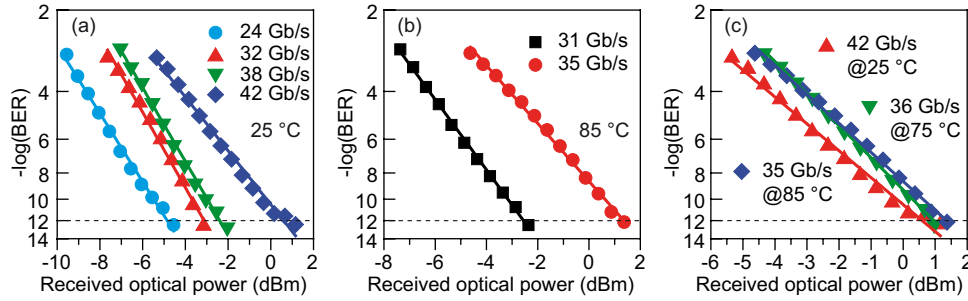 (a)
24 Gb/s
32 Gb/s
38 Gb/s
42 Gb/s
25 °C
-log(BER)
2
4
6
8
10
12
14
-10 -8 -6 -4 -2 0 2
Received optical power (dBm)
(b)
31 Gb/s
35 Gb/s
85 °C
-log(BER)
2
4
6
8
10
12
14
-8 -6 -4 -2 0 2
Received optical power (dBm)
(c)
42 Gb/s
@25 °C
36 Gb/s
@75 °C
35 Gb/s
@85 °C
-log(BER)
2
4
6
8
10
12
14
-6 -5 -4 -3 -2 -1 0 1 2
Received optical power (dBm)